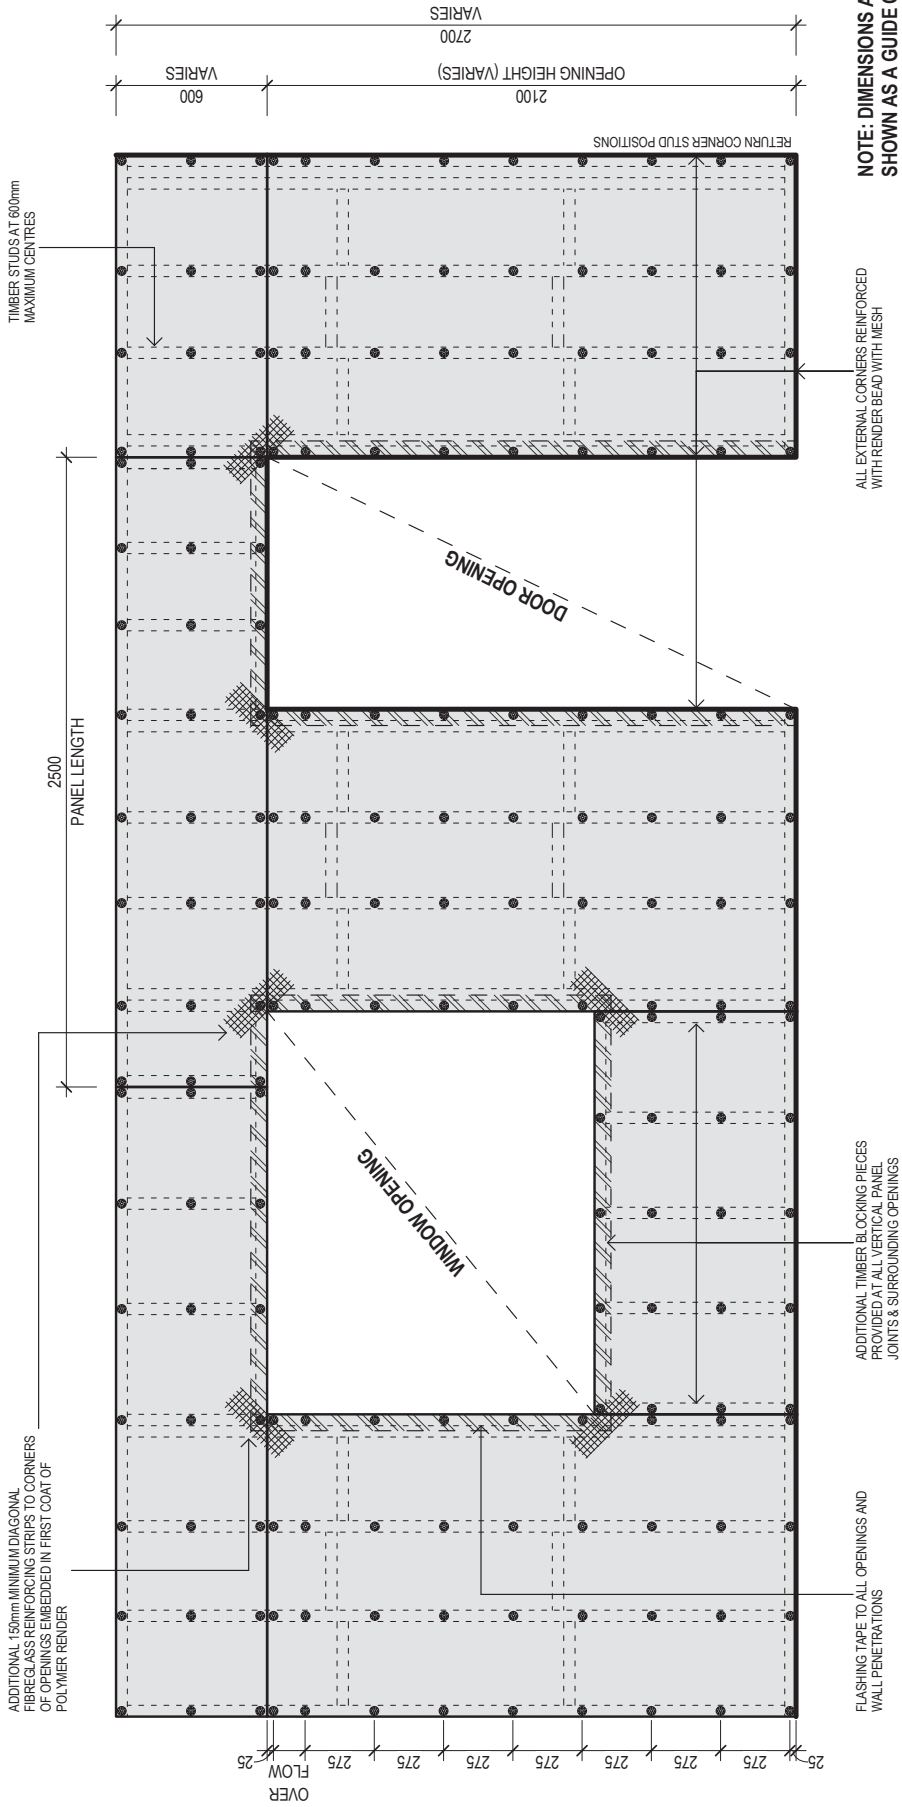 ADDITIONAL 150mm MINIMUM DIAGONAL
FIBREGLASS REINFORCING STRIPS TO CORNERS
OF OPENINGS EMBEDDED IN FIRST COAT OF
POLYMER RENDER
2500
PANEL LENGTH
TIMBER STUDS AT 600mm
MAXIMUM CENTRES
600
VARIES
2100
OPENING HEIGHT (VARIES)
2700
VARIES
RETURN CORNER STUD POSITIONS
WINDOW OPENING
DOOR OPENING
25
OVER
FLOW
275
275
275
275
275
275
275
25
FLASHING TAPE TO ALL OPENINGS AND
WALL PENETRATIONS
ADDITIONAL TIMBER BLOCKING PIECES
PROVIDED AT ALL VERTICAL PANEL
JOINTS & SURROUNDING OPENINGS
ALL EXTERNAL CORNERS REINFORCED
WITH RENDER BEAD WITH MESH
NOTE: DIMENSIONS
SHOWN AS A GUIDE